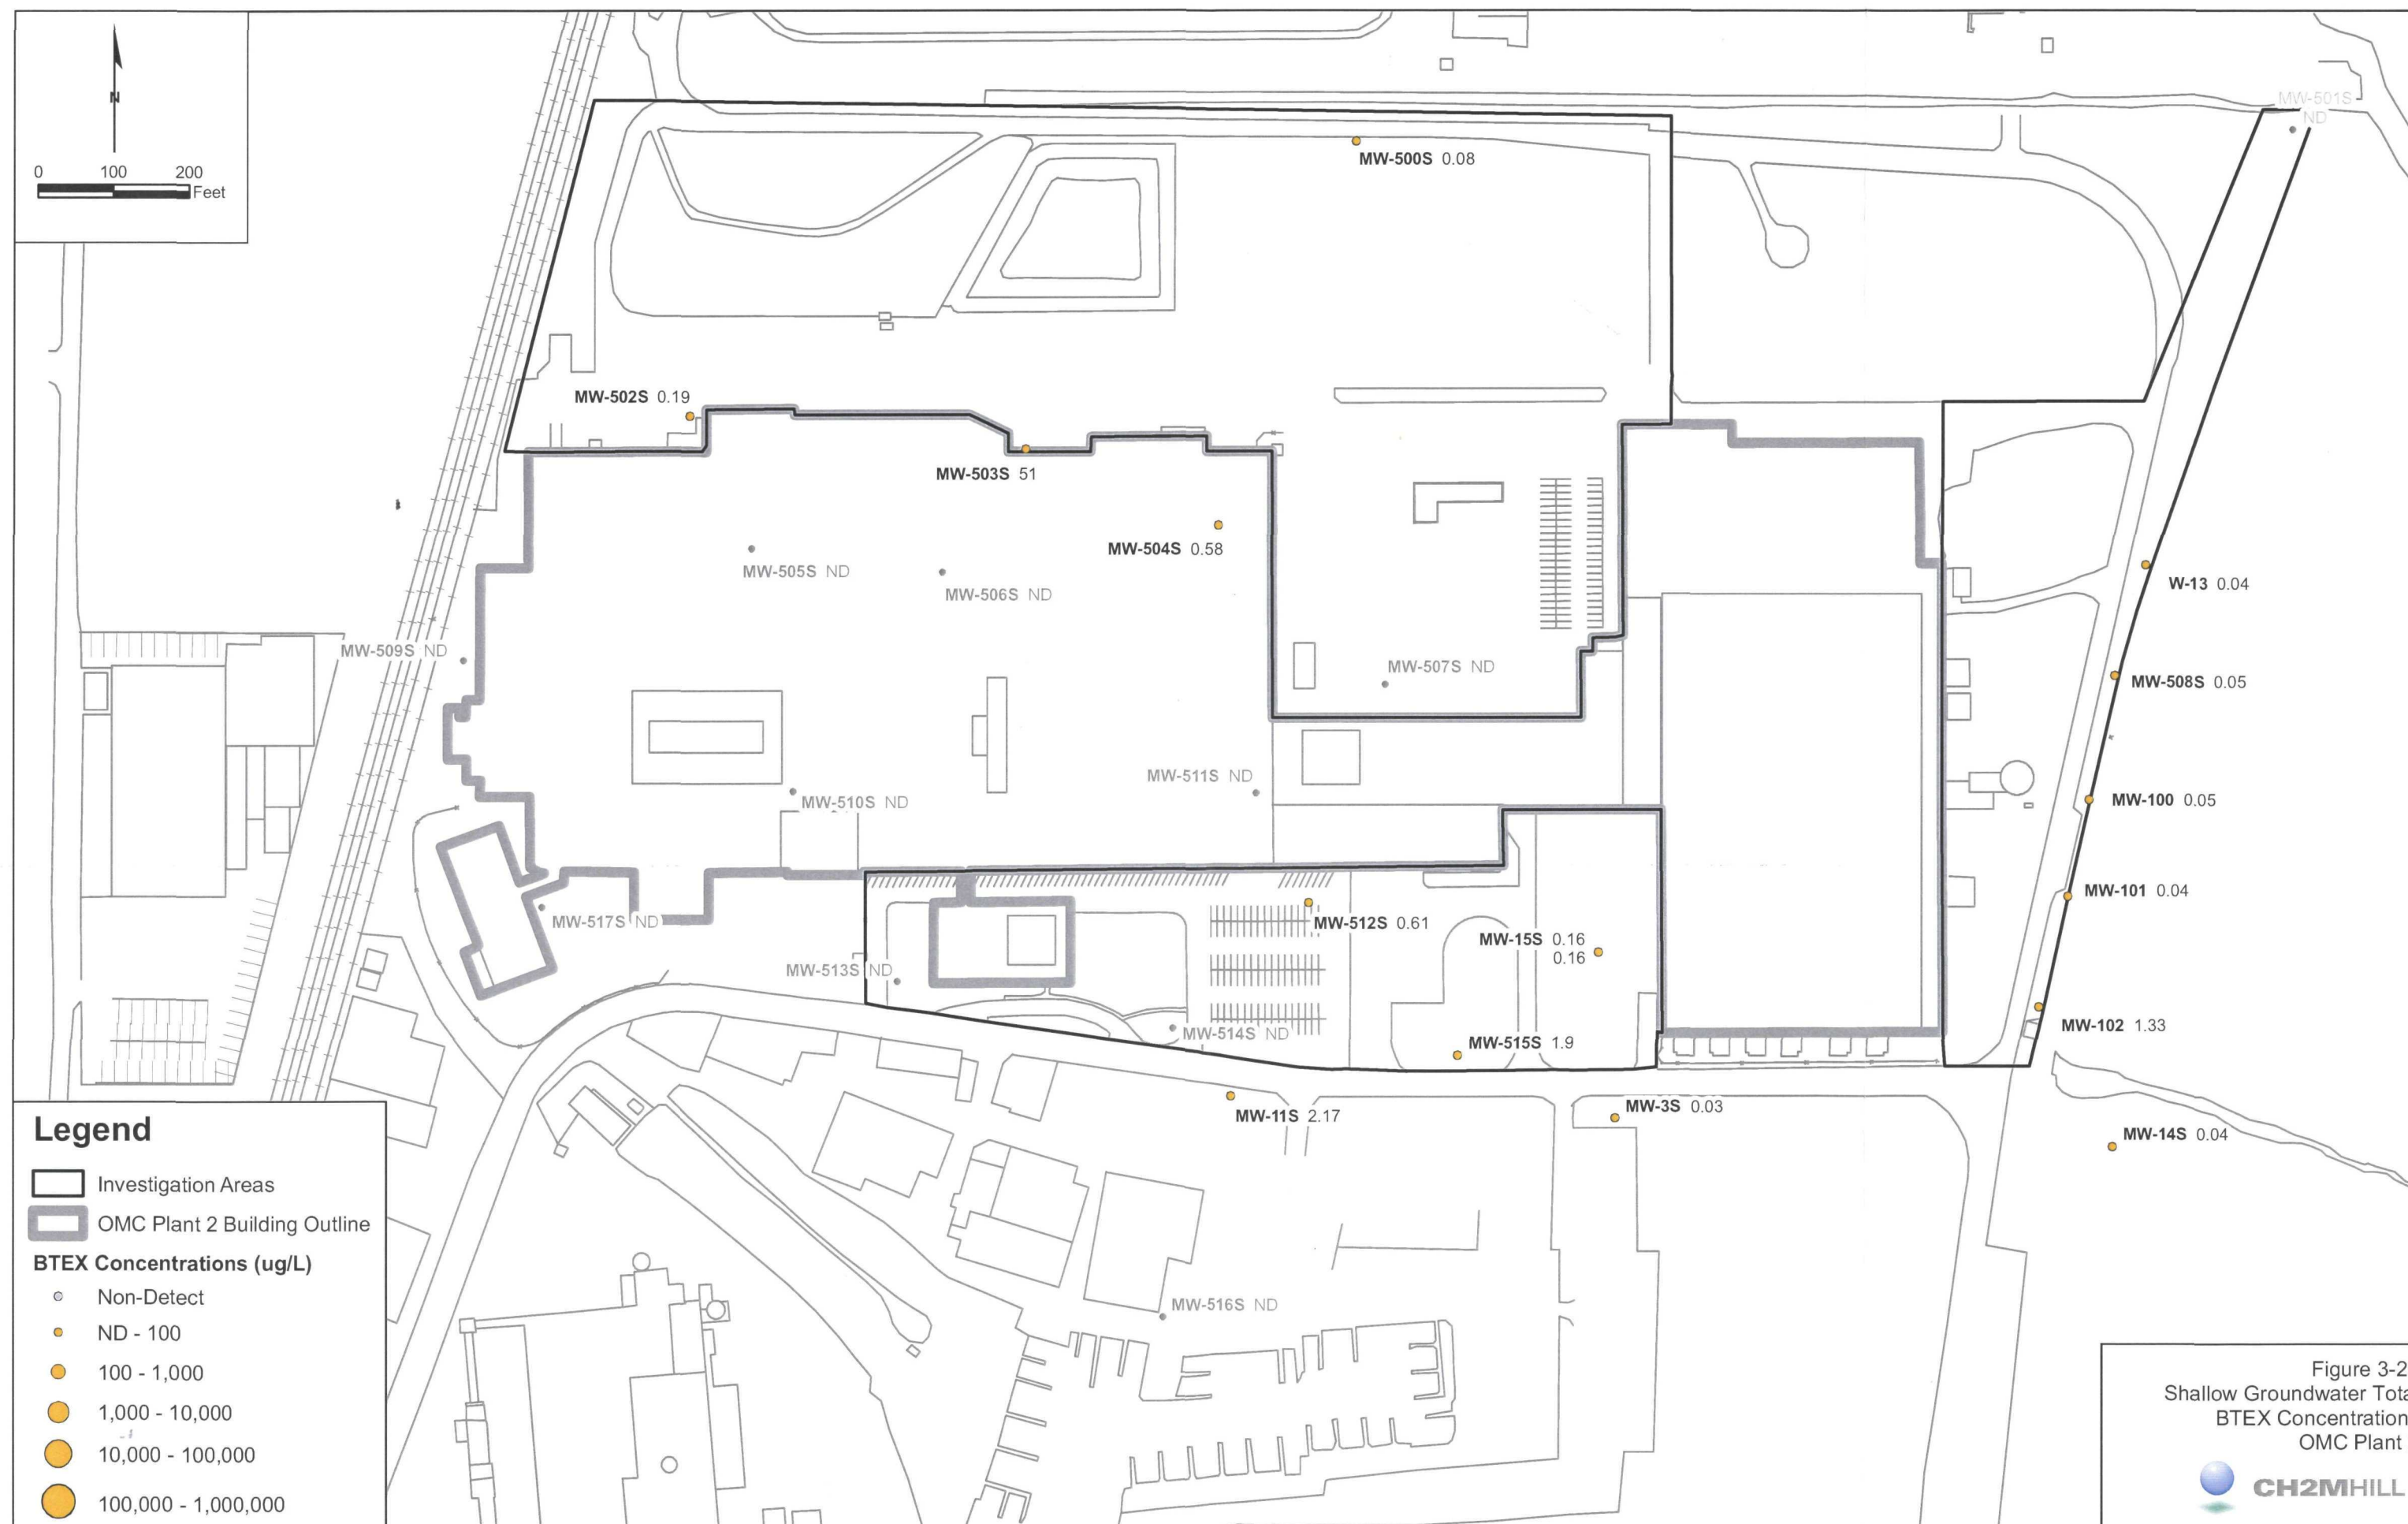 N
0 100 200
Feet
MW-501S
ND
MW-500S 0.08
MW-502S 0.19
MW-503S 51
MW-504S 0.58
MW-505S ND
MW-506S ND
W-13 0.04
MW-509S ND
MW-507S ND
MW-508S 0.05
MW-511S ND
MW-510S ND
MW-100 0.05
MW-101 0.04
MW-517S ND
MW-512S 0.61
MW-15S 0.16
0.16
MW-513S ND
MW-514S ND
MW-515S 1.9
MW-102 1.33
MW-11S 2.17
MW-3S 0.03
MW-14S 0.04
MW-516S ND
Legend
Investigation Areas
OMC Plant 2 Building Outline
BTEX Concentrations (ug/L)
Non-Detect
ND - 100
100 - 1,000
1,000 - 10,000
10,000 - 100,000
100,000 - 1,000,000
Figure 3-2
Shallow Groundwater Tota
BTEX Concentration
OMC Plant
CH2MHILL